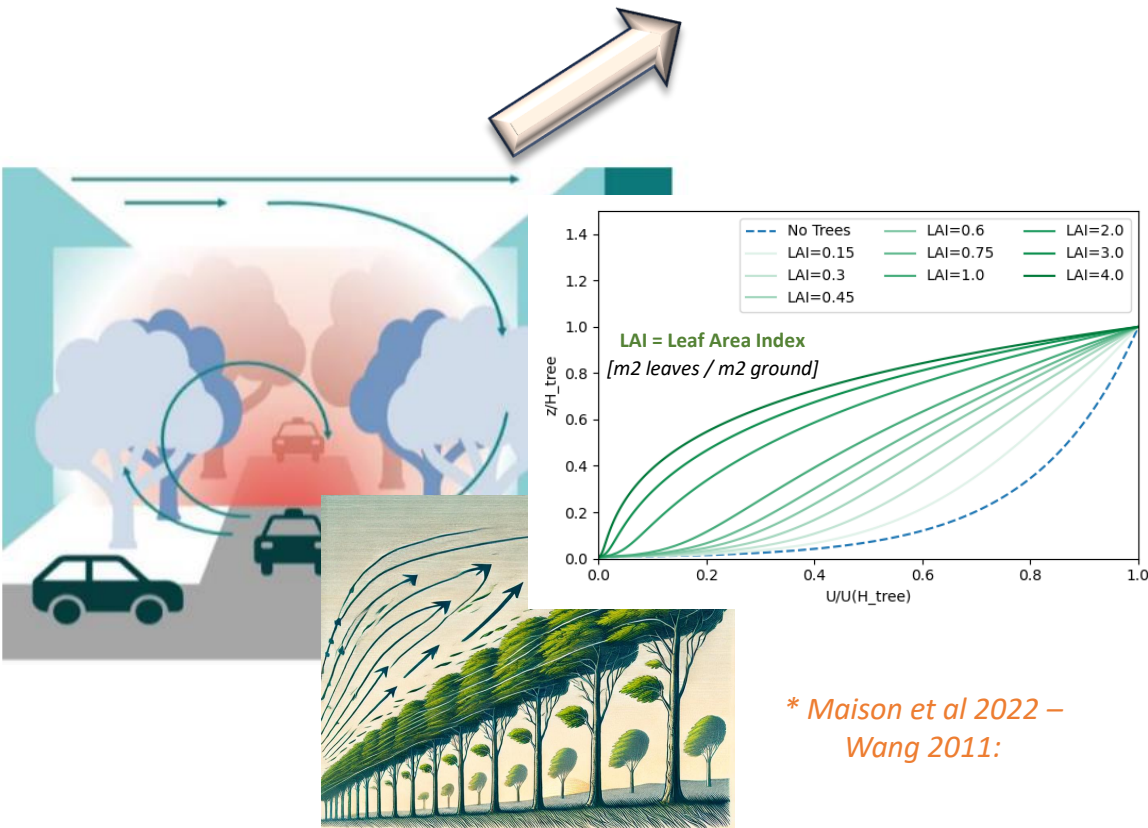 No Trees
LAI=0.15
LAI=0.3
LAI=0.45
LAI=0.6
LAI=0.75
LAI=1.0
LAI=2.0
LAI=3.0
LAI=4.0
LAI = Leaf Area Index
[m2 leaves / m2 ground]
z/H_tree
1.4
1.2
1.0
0.8
0.6
0.4
0.2
0.0
0.0 0.2 0.4 0.6 0.8 1.0
U/U(H_tree)
* Maison et al 2022 –
Wang 2011: